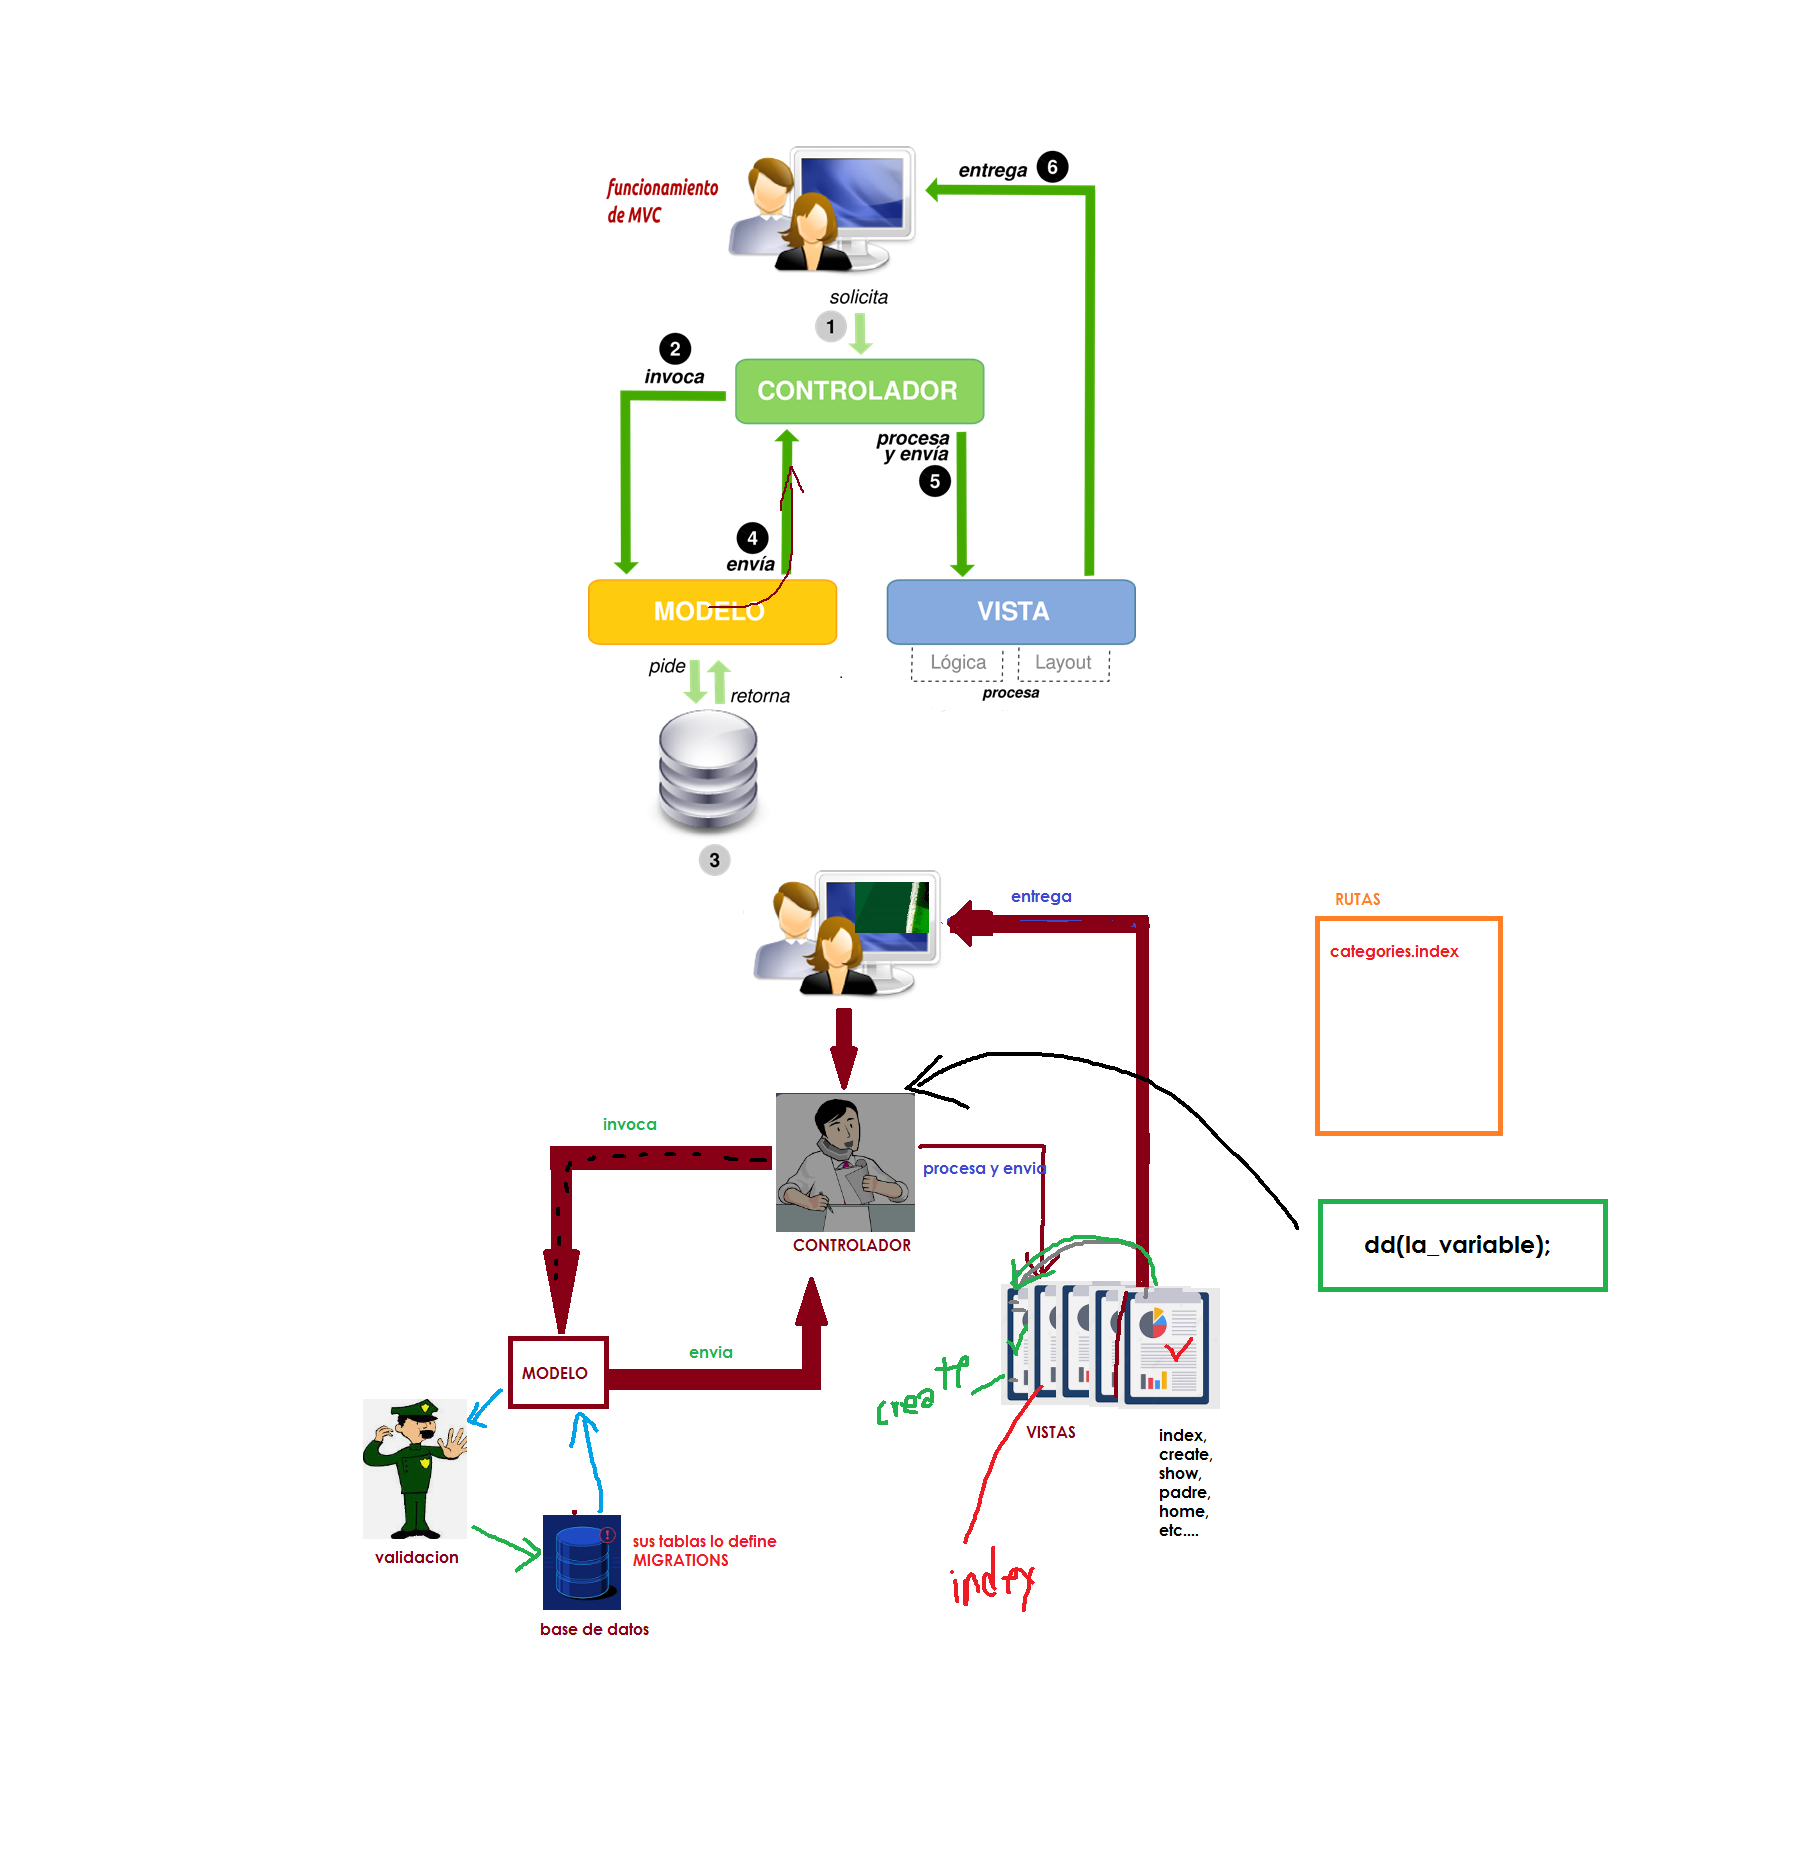 funcionamiento
de MVC
entrega 6
solicita
1
2
invoca
CONTROLADOR
procesa
y envía
5
4
envía
MODELO
VISTA
Lógica
Layout
procesa
pide
retorna
3
entrega
RUTAS
categories.index
invoca
procesa y envia
CONTROLADOR
dd(la_variable);
envia
MODELO
create
VISTAS
index,
create,
show,
padre,
home,
etc....
validacion
sus tablas lo define
MIGRATIONS
index
base de datos